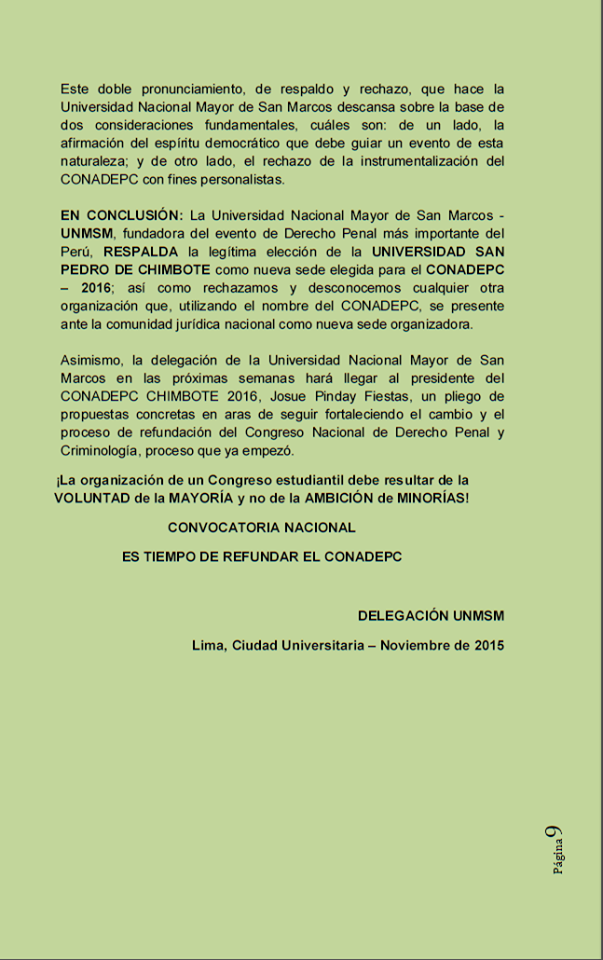 Este doble pronunciamiento, de respaldo y rechazo, que hace la
Universidad Nacional Mayor de San Marcos descansa sobre la base de
dos consideraciones fundamentales, cuáles son: de un lado, la
afirmación del espíritu democrático que debe guiar un evento de esta
naturaleza; y de otro lado, el rechazo de la instrumentalización del
CONADEPC con fines personalistas.
EN CONCLUSIÓN: La Universidad Nacional Mayor de San Marcos -
UNMSM, fundadora del evento de Derecho Penal más importante del
Perú, RESPALDA la legítima elección de la UNIVERSIDAD SAN
PEDRO DE CHIMBOTE como nueva sede elegida para el CONADEPC
– 2016; así como rechazamos y desconocemos cualquier otra
organización que, utilizando el nombre del CONADEPC, se presente
ante la comunidad jurídica nacional como nueva sede organizadora.
Asimismo, la delegación de la Universidad Nacional Mayor de San
Marcos en las próximas semanas hará llegar al presidente del
CONADEPC CHIMBOTE 2016, Josue Pinday Fiestas, un pliego de
propuestas concretas en aras de seguir fortaleciendo el cambio y el
proceso de refundación del Congreso Nacional de Derecho Penal y
Criminología, proceso que ya empezó.
¡La organización de un Congreso estudiantil debe resultar de la
VOLUNTAD de la MAYORÍA y no de la AMBICIÓN de MINORÍAS!
CONVOCATORIA NACIONAL
ES TIEMPO DE REFUNDAR EL CONADEPC
DELEGACIÓN UNMSM
Lima, Ciudad Universitaria – Noviembre de 2015
Página 9